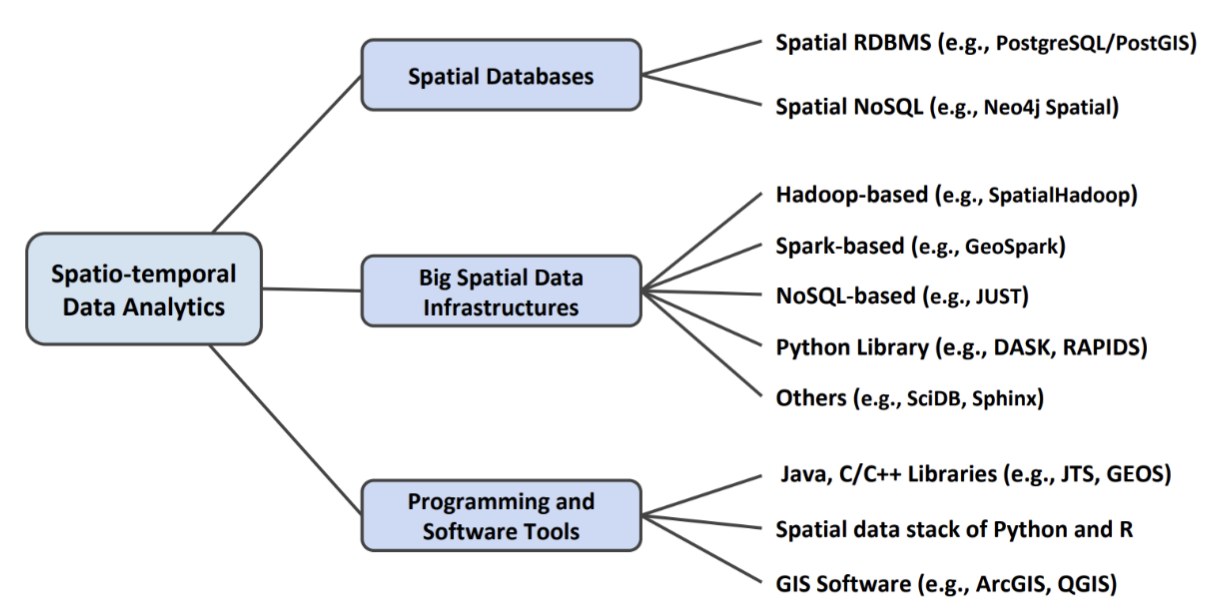 Spatio-temporal
Data Analytics
Spatial Databases
Spatial RDBMS (e.g., PostgreSQL/PostGIS)
Spatial NoSQL (e.g., Neo4j Spatial)
Big Spatial Data
Infrastructures
Hadoop-based (e.g., SpatialHadoop)
Spark-based (e.g., GeoSpark)
NoSQL-based (e.g., JUST)
Python Library (e.g., DASK, RAPIDS)
Others (e.g., SciDB, Sphinx)
Programming and
Software Tools
Java, C/C++ Libraries (e.g., JTS, GEOS)
Spatial data stack of Python and R
GIS Software (e.g., ArcGIS, QGIS)